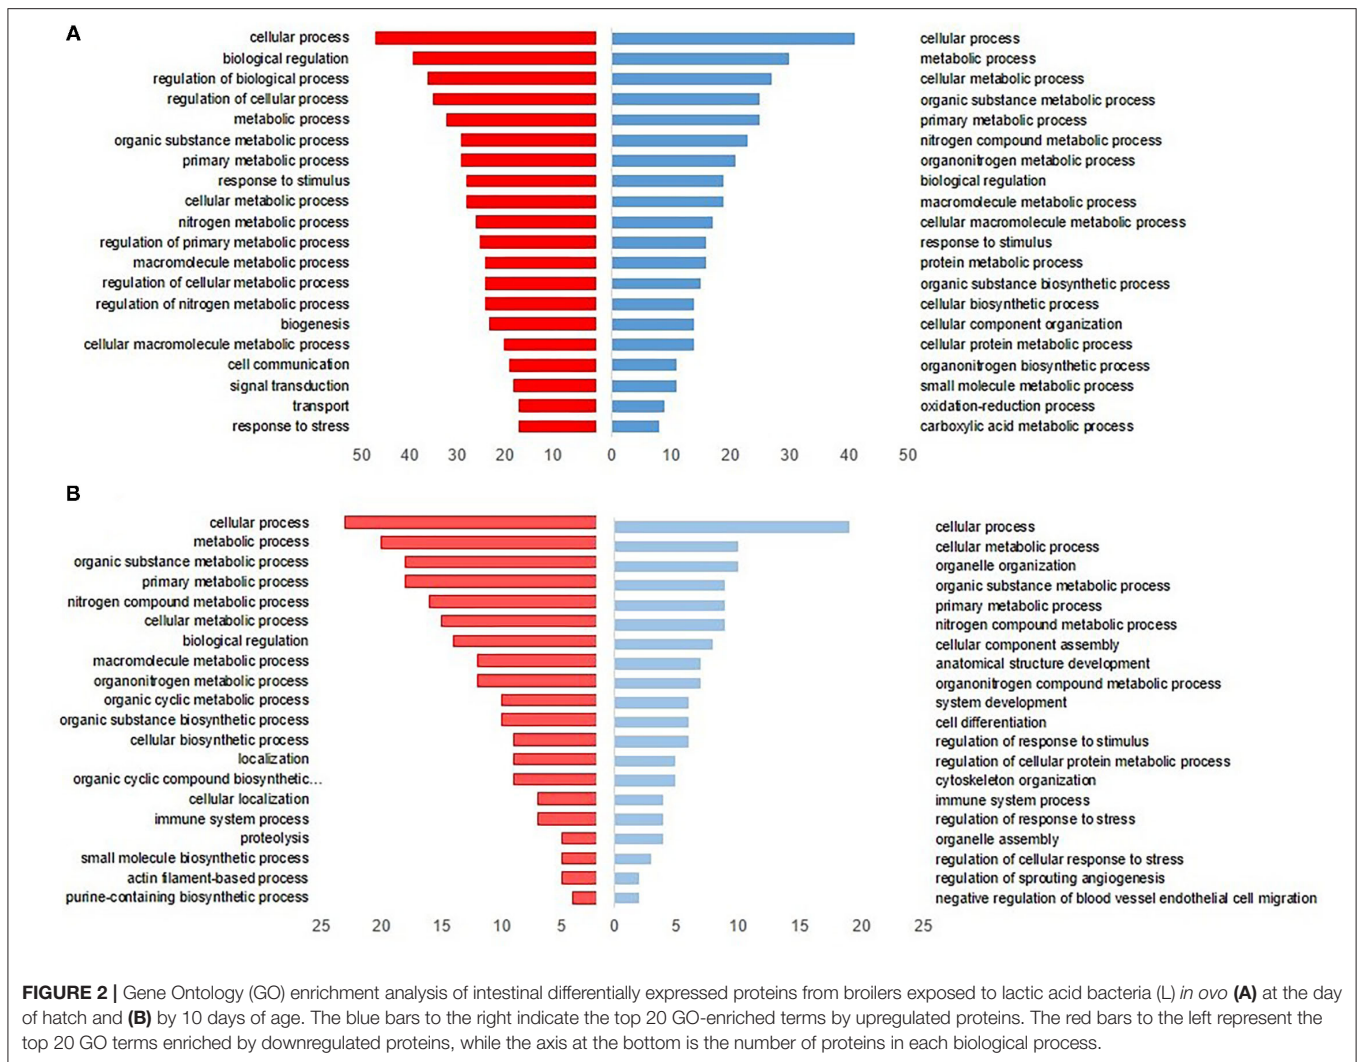 A
cellular process
biological regulation
regulation of biological process
regulation of cellular process
metabolic process
organic substance metabolic process
primary metabolic process
response to stimulus
cellular metabolic process
nitrogen metabolic process
regulation of primary metabolic process
macromolecule metabolic process
regulation of cellular metabolic process
regulation of nitrogen metabolic process
biogenesis
cellular macromolecule metabolic process
cell communication
signal transduction
transport
response to stress
50 40 30 20 10
cellular process
metabolic process
cellular metabolic process
organic substance metabolic process
primary metabolic process
nitrogen compound metabolic process
organonitrogen metabolic process
biological regulation
macromolecule metabolic process
cellular macromolecule metabolic process
response to stimulus
protein metabolic process
organic substance biosynthetic process
cellular biosynthetic process
cellular component organization
cellular protein metabolic process
organonitrogen biosynthetic process
small molecule metabolic process
oxidation-reduction process
carboxylic acid metabolic process
0 10 20 30 40 50
B
cellular process
metabolic process
organic substance metabolic process
primary metabolic process
nitrogen compound metabolic process
cellular metabolic process
biological regulation
macromolecule metabolic process
organonitrogen metabolic process
organic cyclic metabolic process
organic substance biosynthetic process
cellular biosynthetic process
localization
organic cyclic compound biosynthetic...
cellular localization
immune system process
proteolysis
small molecule biosynthetic process
actin filament-based process
purine-containing biosynthetic process
25 20 15 10 5
cellular process
cellular metabolic process
organelle organization
organic substance metabolic process
primary metabolic process
nitrogen compound metabolic process
cellular component assembly
anatomical structure development
organonitrogen compound metabolic process
system development
cell differentiation
regulation of response to stimulus
regulation of cellular protein metabolic process
cytoskeleton organization
immune system process
regulation of response to stress
organelle assembly
regulation of cellular response to stress
regulation of sprouting angiogenesis
negative regulation of blood vessel endothelial cell migration
0 5 10 15 20 25
FIGURE 2 | Gene Ontology (GO) enrichment analysis of intestinal differentially expressed proteins from broilers exposed to lactic acid bacteria (L) in ovo (A) at the day
of hatch and (B) by 10 days of age. The blue bars to the right indicate the top 20 GO-enriched terms by upregulated proteins. The red bars to the left represent the
top 20 GO terms enriched by downregulated proteins, while the axis at the bottom is the number of proteins in each biological process.